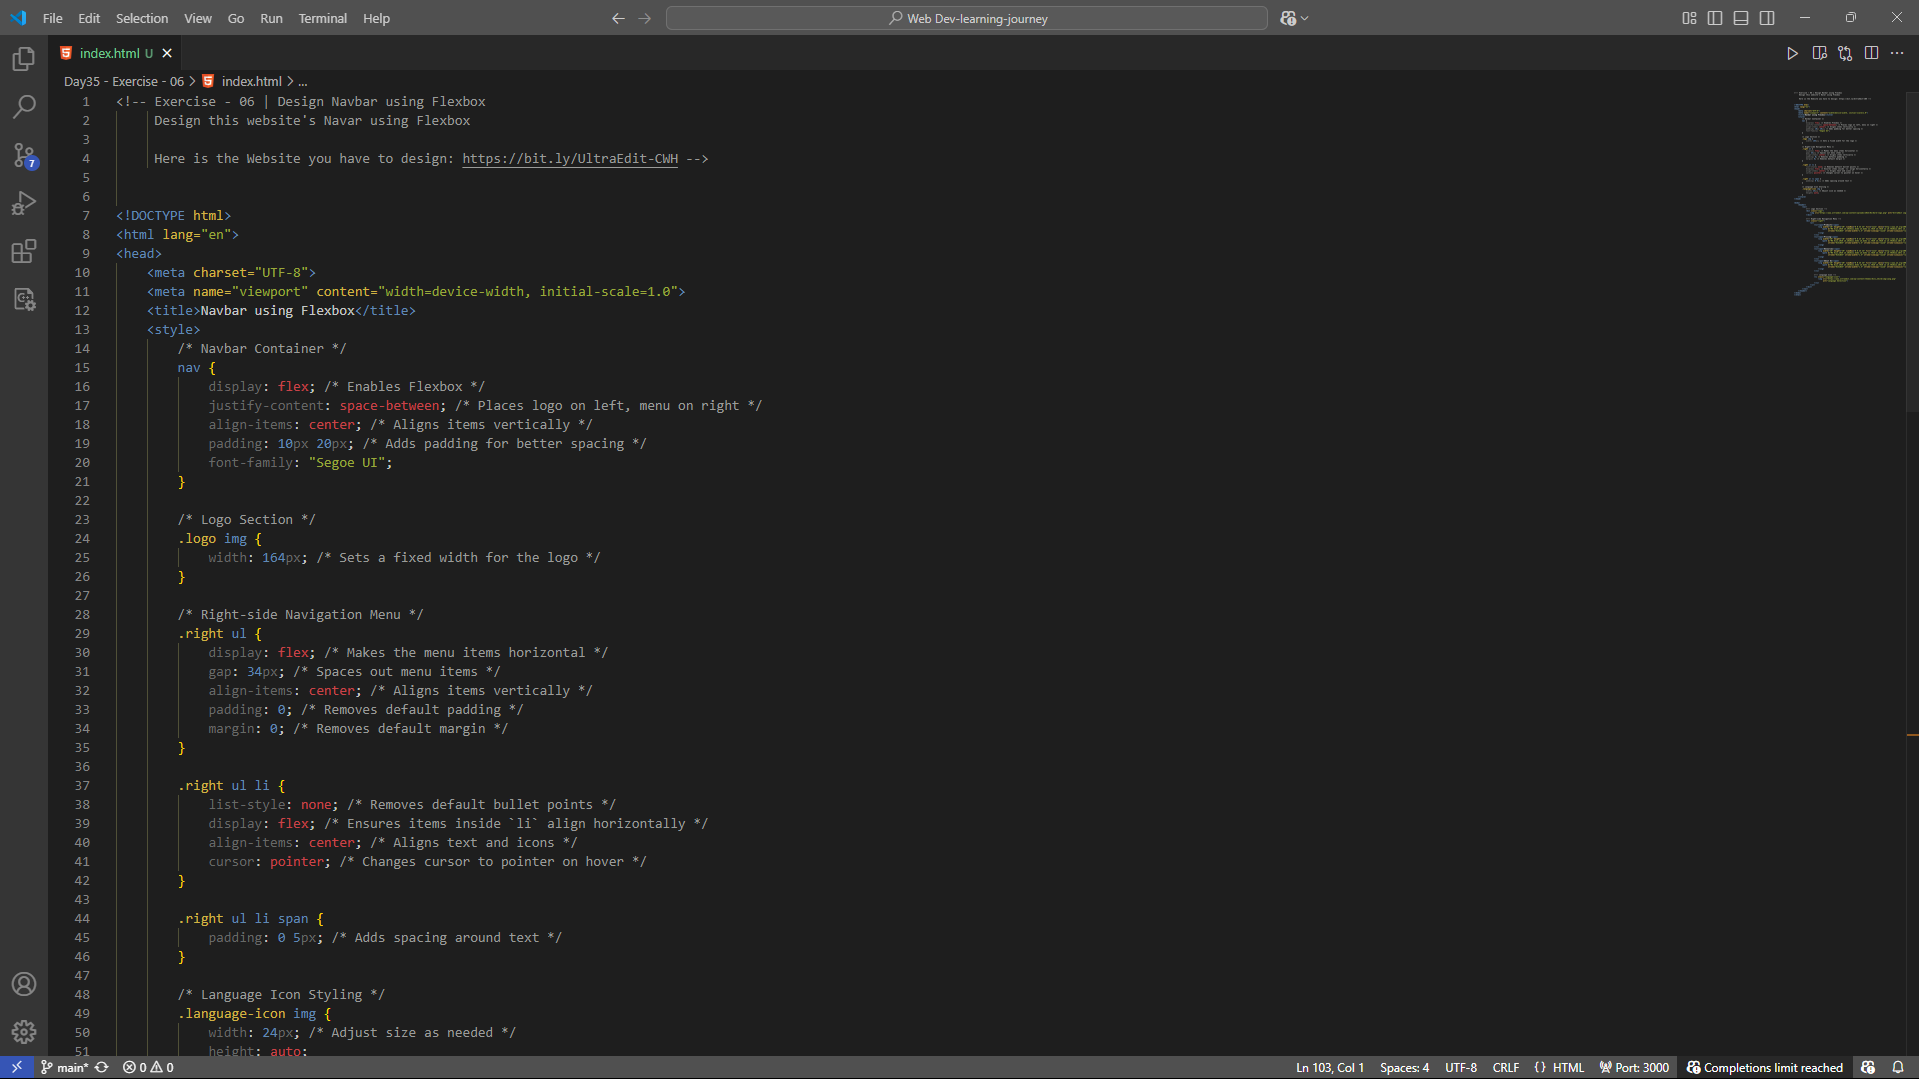 File Edit Selection View Go Run Terminal Help Web Dev-learning-journey
index.html U
Day35 - Exercise - 06 > index.html > ...
1 <!-- Exercise - 06 | Design Navbar using Flexbox
2 Design this website's Navar using Flexbox
3
4 Here is the Website you have to design: https://bit.ly/UltraEdit-CWH -->
5
6
7 <!DOCTYPE html>
8 <html lang="en">
9 <head>
10 <meta charset="UTF-8">
11 <meta name="viewport" content="width=device-width, initial-scale=1.0">
12 <title>Navbar using Flexbox</title>
13 <style>
14 /* Navbar Container */
15 nav {
16 display: flex; /* Enables Flexbox */
17 justify-content: space-between; /* Places logo on left, menu on right */
18 align-items: center; /* Aligns items vertically */
19 padding: 10px 20px; /* Adds padding for better spacing */
20 font-family: "Segoe UI";
21 }
22
23 /* Logo Section */
24 .logo img {
25 width: 164px; /* Sets a fixed width for the logo */
26 }
27
28 /* Right-side Navigation Menu */
29 .right ul {
30 display: flex; /* Makes the menu items horizontal */
31 gap: 34px; /* Spaces out menu items */
32 align-items: center; /* Aligns items vertically */
33 padding: 0; /* Removes default padding */
34 margin: 0; /* Removes default margin */
35 }
36
37 .right ul li {
38 list-style: none; /* Removes default bullet points */
39 display: flex; /* Ensures items inside `li` align horizontally */
40 align-items: center; /* Aligns text and icons */
41 cursor: pointer; /* Changes cursor to pointer on hover */
42 }
43
44 .right ul li span {
45 padding: 0 5px; /* Adds spacing around text */
46 }
47
48 /* Language Icon Styling */
49 .language-icon img {
50 width: 24px; /* Adjust size as needed */
51 height: auto;
7
main* 0 0 Ln 103, Col 1 Spaces: 4 UTF-8 CRLF {} HTML Port: 3000 Completions limit reached